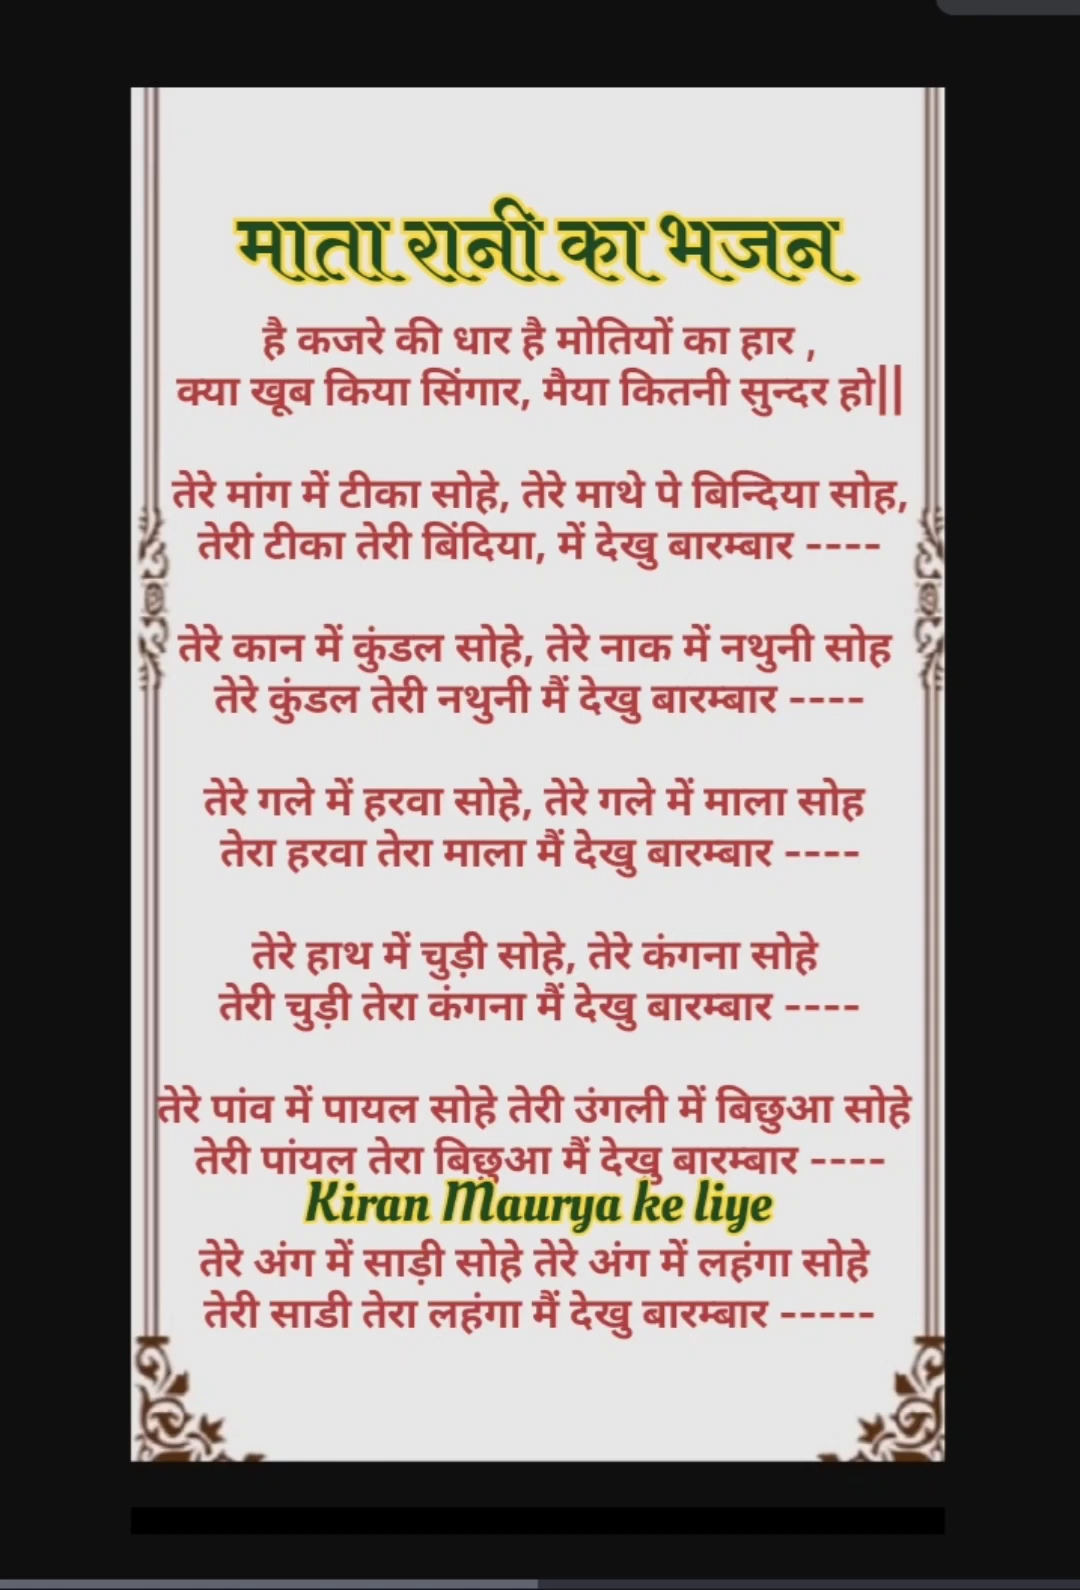 माता रानी का भजन
है कजरे की धार है मोतियों का हार ,
क्या खूब किया सिंगार, मैया कितनी सुन्दर हो||
तेरे मांग में टीका सोहे, तेरे माथे पे बिन्दिया सोह,
तेरी टीका तेरी बिंदिया, में देखु बारम्बार ----
तेरे कान में कुंडल सोहे, तेरे नाक में नथुनी सोह
तेरे कुंडल तेरी नथुनी मैं देखु बारम्बार ----
तेरे गले में हरवा सोहे, तेरे गले में माला सोह
तेरा हरवा तेरा माला मैं देखु बारम्बार ----
तेरे हाथ में चुड़ी सोहे, तेरे कंगना सोहे
तेरी चुड़ी तेरा कंगना मैं देखु बारम्बार ----
तेरे पांव में पायल सोहे तेरी उंगली में बिछुआ सोहे
तेरी पांयल तेरा बिछुआ मैं देखु बारम्बार ----
Kiran Maurya ke liye
तेरे अंग में साड़ी सोहे तेरे अंग में लहंगा सोहे
तेरी साडी तेरा लहंगा मैं देखु बारम्बार -----